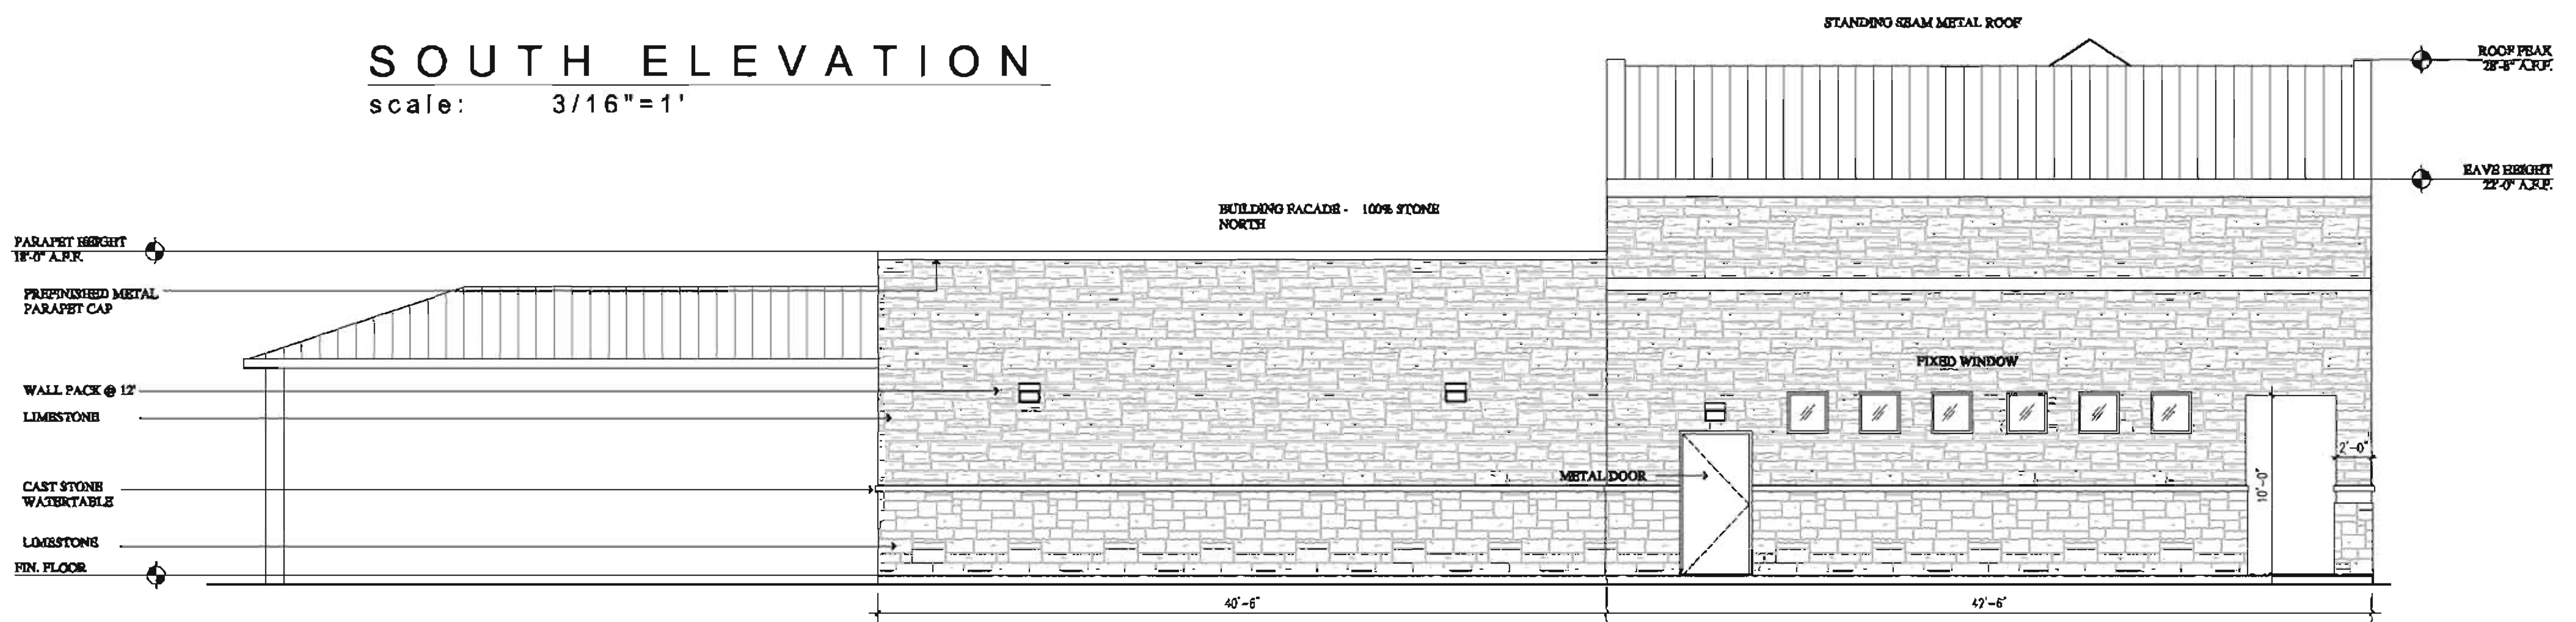 SOUTH ELEVATION
scale: 3/16"=1'
STANDING SEAM METAL ROOF
ROOF PEAK
28'-8" A.F.F.
EAVE HEIGHT
22'-0" A.F.F.
BUILDING FACADE - 100% STONE
NORTH
PARAPET HEIGHT
18'-0" A.F.F.
PREFINISHED METAL
PARAPET CAP
FIXED WINDOW
WALL PACK @ 12'
LIMESTONE
2'-0"
METAL DOOR
10'-0"
CAST STONE
WATERTABLE
LIMESTONE
FIN. FLOOR
40'-6"
42'-6"